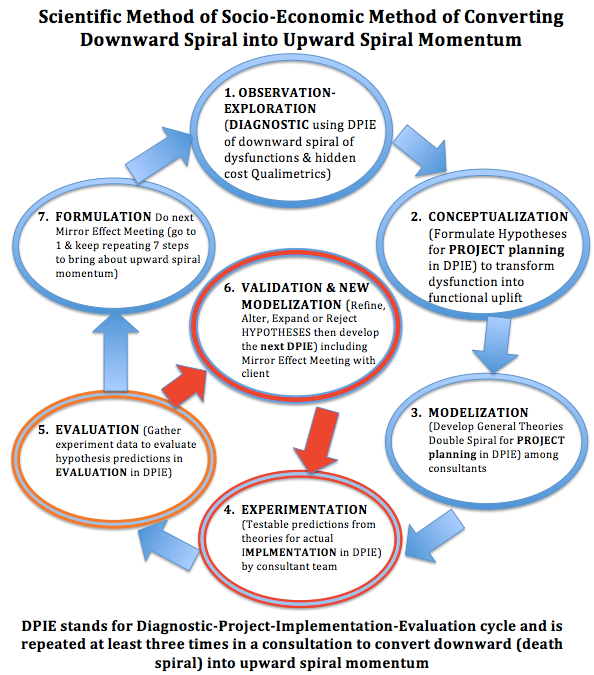 Scientific Method of Socio-Economic Method of Converting
Downward Spiral into Upward Spiral Momentum
1. OBSERVATION-
EXPLORATION
(DIAGNOSTIC using DPIE
of downward spiral of
dysfunctions & hidden
cost Qualimetrics)
2. CONCEPTUALIZATION
(Formulate Hypotheses
for PROJECT planning
in DPIE) to transform
dysfunction into
functional uplift
3. MODELIZATION
(Develop General Theories
Double Spiral for PROJECT
planning in DPIE) among
consultants
4. EXPERIMENTATION
(Testable predictions from
theories for actual
IMPLMENTATION in DPIE)
by consultant team
5. EVALUATION (Gather
experiment data to evaluate
hypothesis predictions in
EVALUATION in DPIE)
6. VALIDATION & NEW
MODELIZATION (Refine,
Alter, Expand or Reject
HYPOTHESES then develop
the next DPIE) including
Mirror Effect Meeting with
client
7. FORMULATION Do next
Mirror Effect Meeting (go to
1 & keep repeating 7 steps
to bring about upward spiral
momentum)
DPIE stands for Diagnostic-Project-Implementation-Evaluation cycle and is
repeated at least three times in a consultation to convert downward (death
spiral) into upward spiral momentum